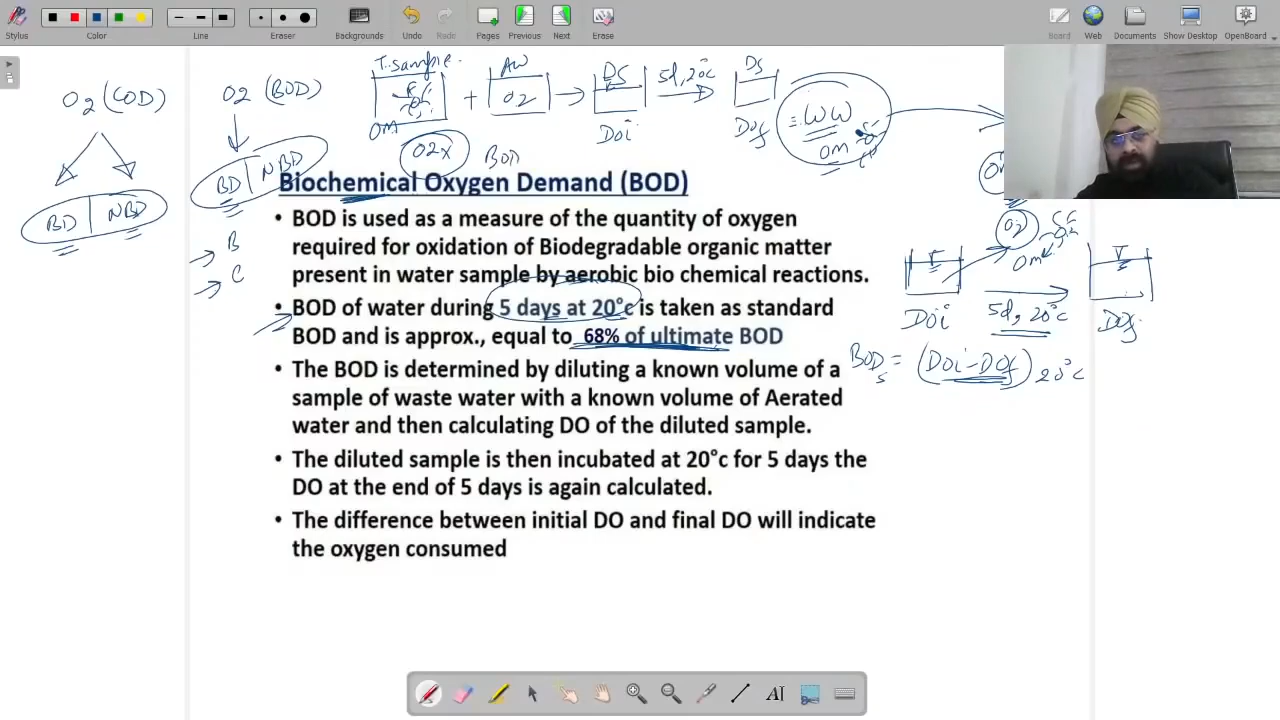 Stylus
Color
Line
Eraser
Backgrounds
Undo
Pages
Previous
Next
Erase
Board
Web
Documents
Show Desktop
OpenBoard
O2 (COD)
BD | NBD
O2 (BOD)
BD | NBD
B
C
T.Sample
OM
+
AW
O2
DS
DOi
5d, 20°c
DS
DOf
O2x
BOD
WW
OM
Biochemical Oxygen Demand (BOD)
• BOD is used as a measure of the quantity of oxygen
required for oxidation of Biodegradable organic matter
present in water sample by aerobic bio chemical reactions.
• BOD of water during 5 days at 20°c is taken as standard
BOD and is approx., equal to 68% of ultimate BOD
• The BOD is determined by diluting a known volume of a
sample of waste water with a known volume of Aerated
water and then calculating DO of the diluted sample.
• The diluted sample is then incubated at 20°c for 5 days the
DO at the end of 5 days is again calculated.
• The difference between initial DO and final DO will indicate
the oxygen consumed
O2
OM
DOi
5d, 20°c
DOf
BOD5 = (DOi - DOf) 20°c